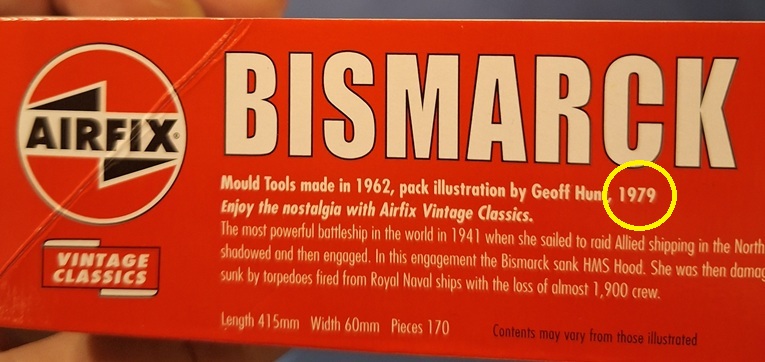 BISMARCK
AIRFIX®
Mould Tools made in 1962, pack illustration by Geoff Hunt, 1979
Enjoy the nostalgia with Airfix Vintage Classics.
The most powerful battleship in the world in 1941 when she sailed to raid Allied shipping in the North
shadowed and then engaged. In this engagement the Bismarck sank HMS Hood. She was then
sunk by torpedoes fired from Royal Naval ships with the loss of almost 1,900 crew.
VINTAGE
CLASSICS
Length 415mm Width 60mm Pieces 170
Contents may vary from those illustrated